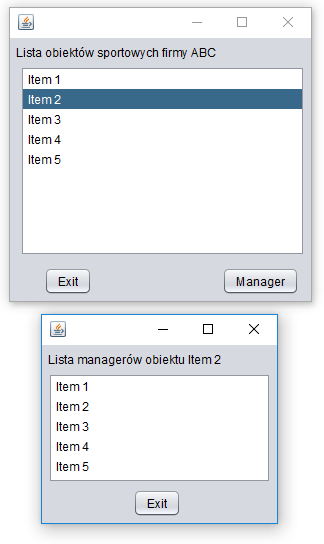 Lista obiektów sportowych firmy ABC
Item 1
Item 2
Item 3
Item 4
Item 5
Exit Manager
Lista managerów obiektu Item 2
Item 1
Item 2
Item 3
Item 4
Item 5
Exit